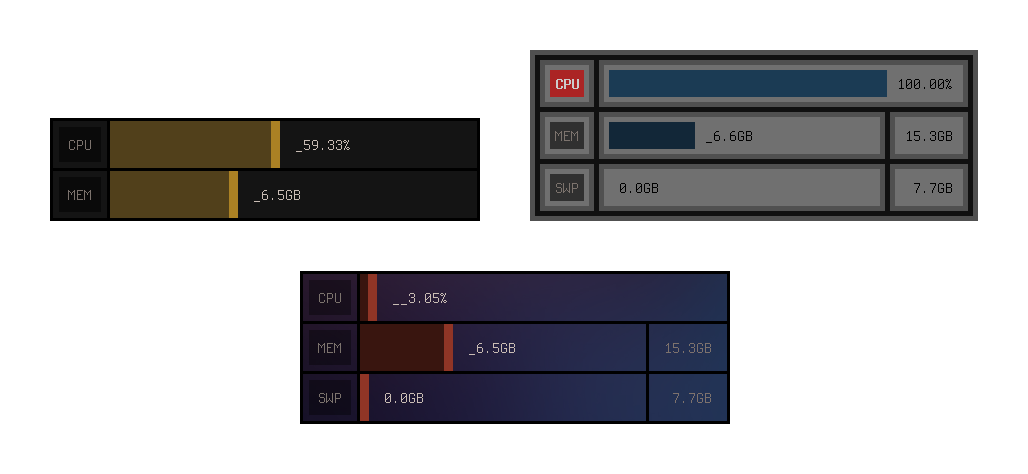 CPU _59.33%
MEM _6.5GB
CPU 100.00%
MEM _6.6GB 15.3GB
SWP 0.0GB 7.7GB
CPU __3.05%
MEM _6.5GB 15.3GB
SWP 0.0GB 7.7GB